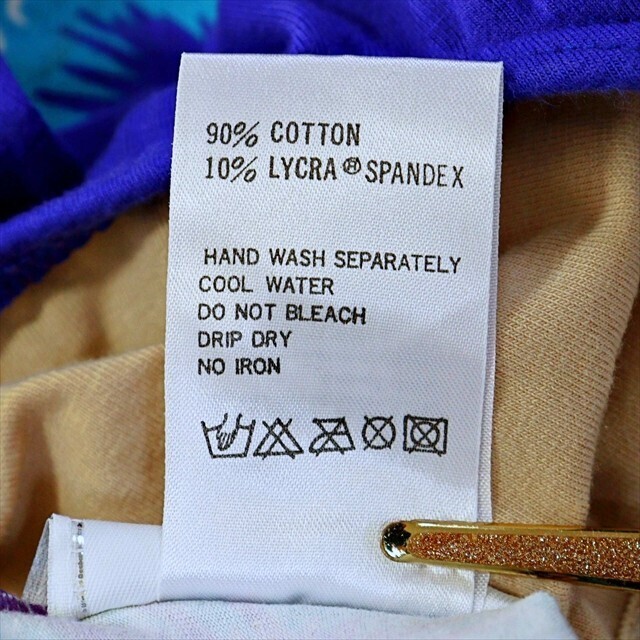 90% COTTON
10% LYCRA® SPANDEX
HAND WASH SEPARATELY
COOL WATER
DO NOT BLEACH
DRIP DRY
NO IRON